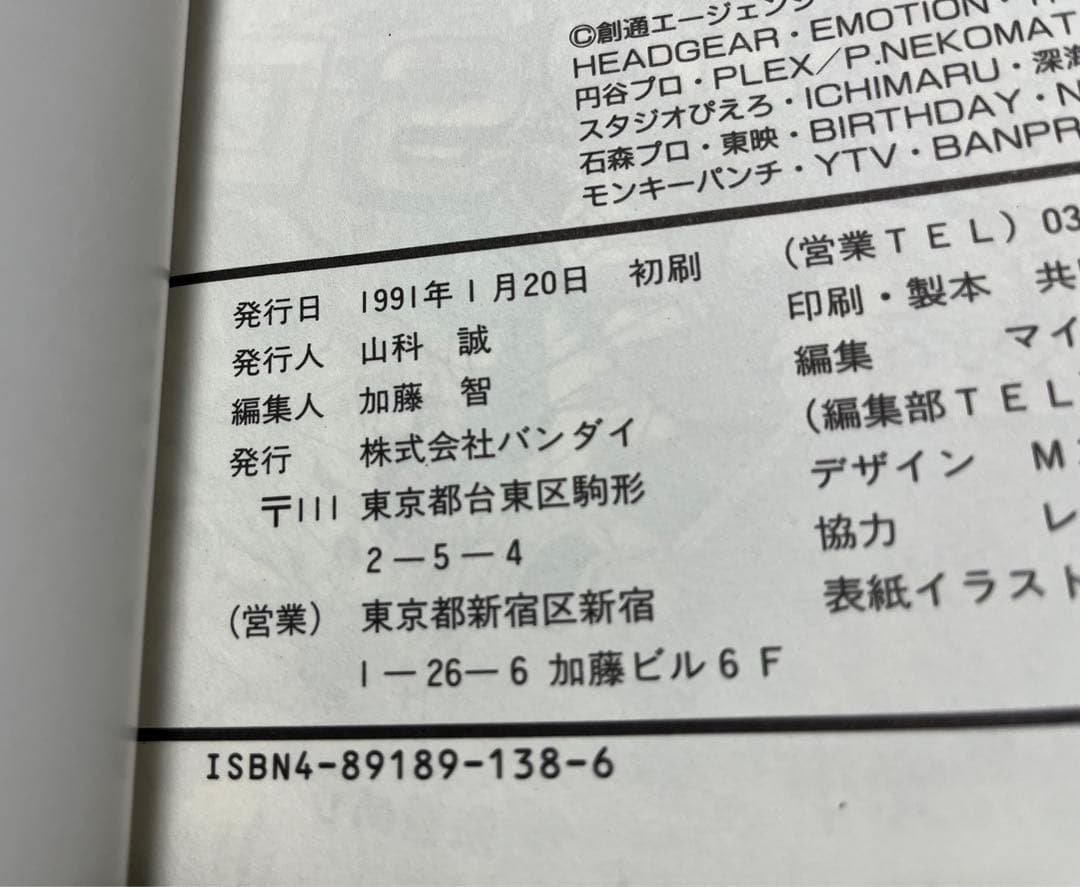 ©創通エージェンシ
HEADGEAR・EMOTION・
円谷プロ・PLEX／P.NEKOMAT
スタジオぴえろ・ICHIMARU・深海
石森プロ・東映・BIRTHDAY・N
モンキーパンチ・YTV・BANPR
発行日 1991年1月20日 初刷
発行人 山科 誠
編集人 加藤 智
発行 株式会社バンダイ
〒111 東京都台東区駒形
2－5－4
（営業） 東京都新宿区新宿
1－26－6 加藤ビル6F
（営業TEL）03
印刷・製本 共
編集 マイ
（編集部TEL
デザイン M
協力 レ
表紙イラスト
ISBN4-89189-138-6